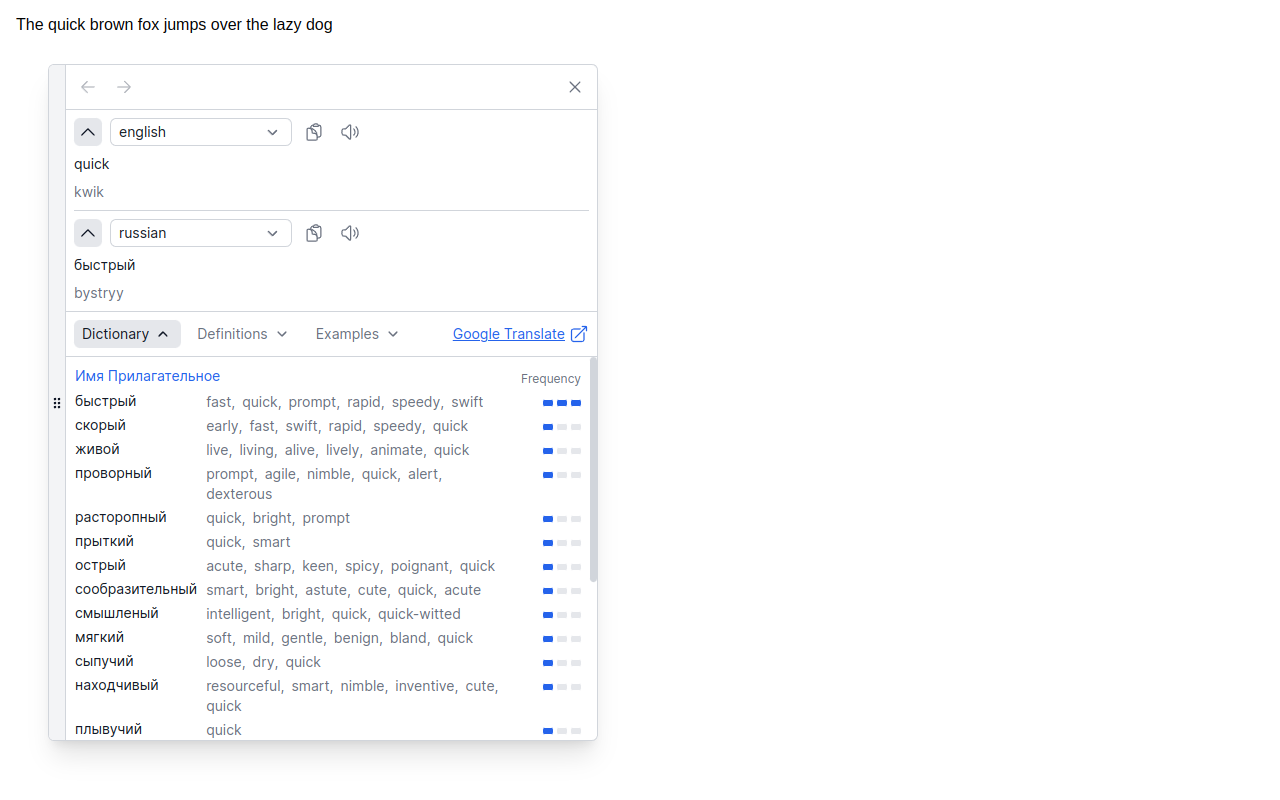 The quick brown fox jumps over the lazy dog
english
quick
kwik
russian
быстрый
bystryy
Dictionary Definitions Examples Google Translate
Имя Прилагательное Frequency
быстрый fast, quick, prompt, rapid, speedy, swift
скорый early, fast, swift, rapid, speedy, quick
живой live, living, alive, lively, animate, quick
проворный prompt, agile, nimble, quick, alert,
dexterous
расторопный quick, bright, prompt
прыткий quick, smart
острый acute, sharp, keen, spicy, poignant, quick
сообразительный smart, bright, astute, cute, quick, acute
смышленый intelligent, bright, quick, quick-witted
мягкий soft, mild, gentle, benign, bland, quick
сыпучий loose, dry, quick
находчивый resourceful, smart, nimble, inventive, cute,
quick
плывучий quick